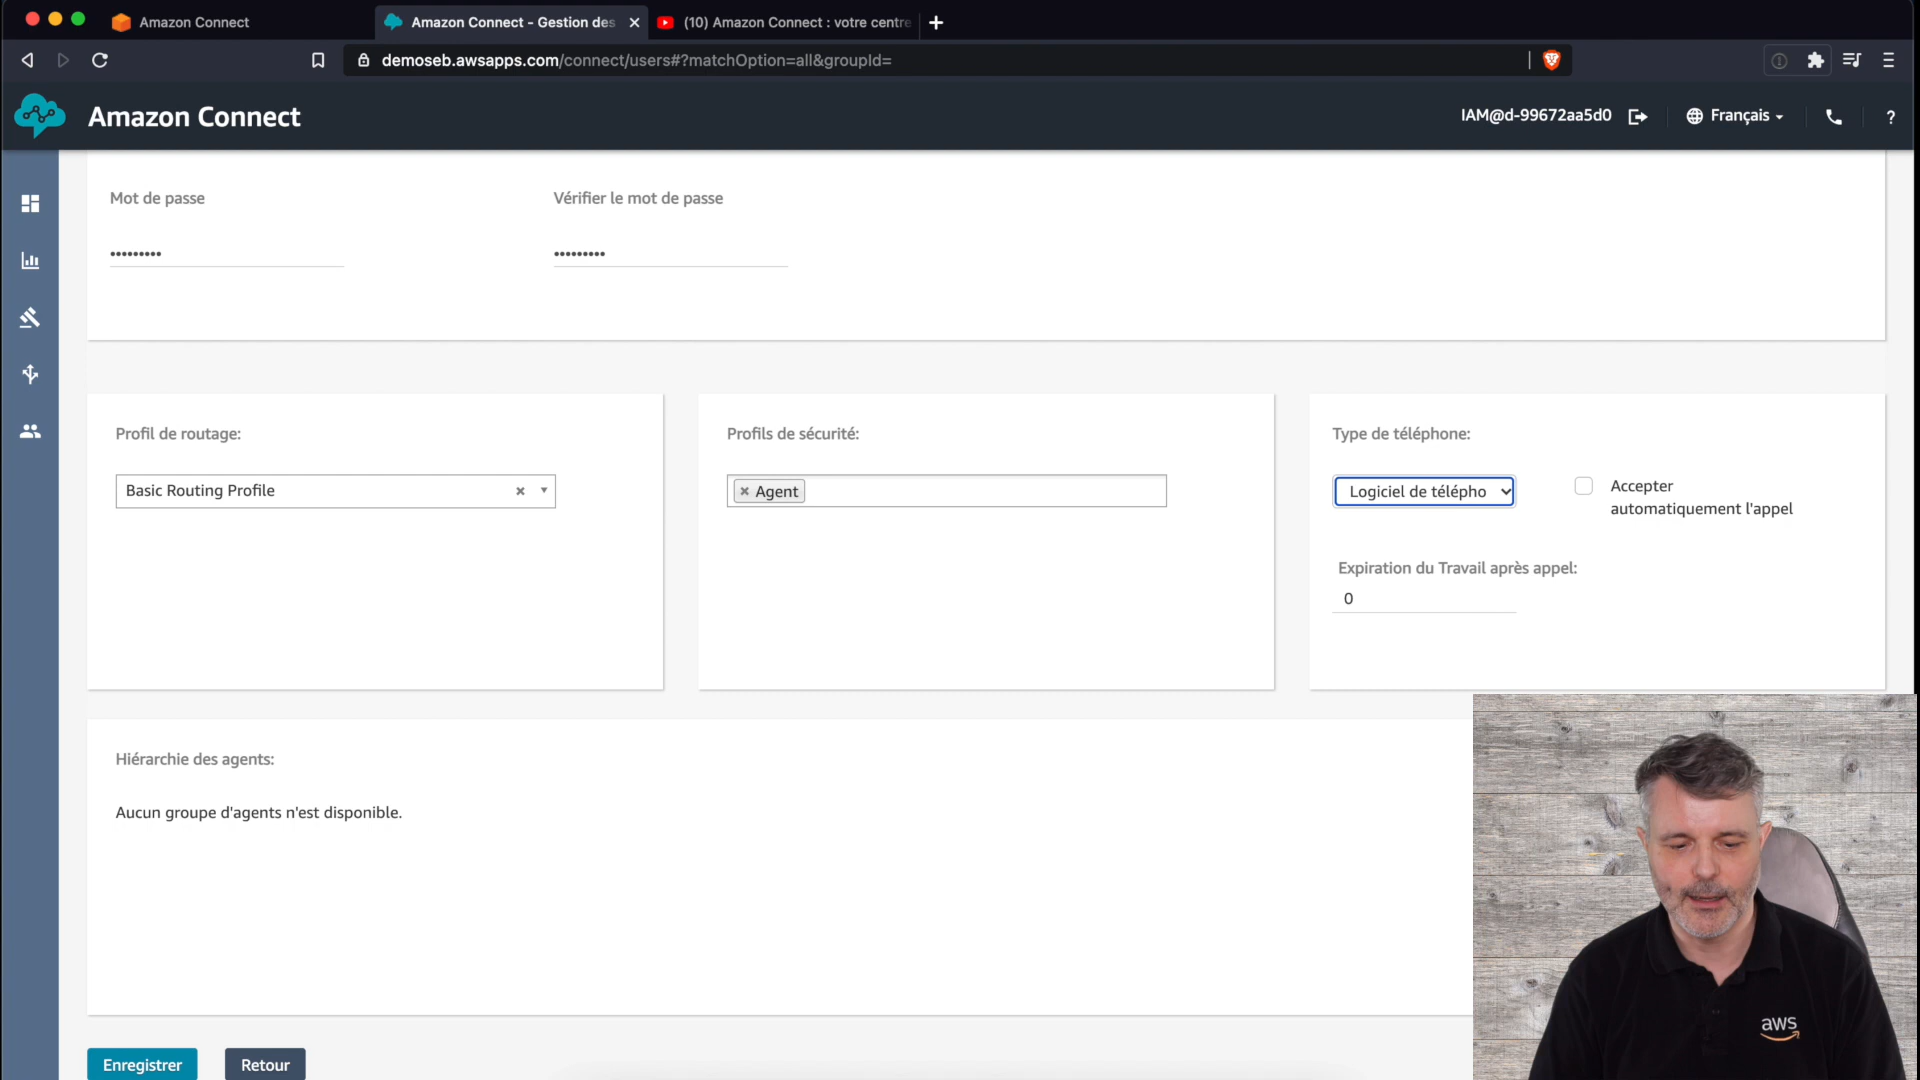 Amazon Connect
Amazon Connect - Gestion des
(10) Amazon Connect : votre centre
demoseb.awsapps.com/connect/users#?matchOption=all&groupId=
Amazon Connect
IAM@d-99672aa5d0
Français
?
Mot de passe
Vérifier le mot de passe
•••••••••
•••••••••
Profil de routage:
Profils de sécurité:
Type de téléphone:
Basic Routing Profile
× Agent
Logiciel de télépho
Accepter
automatiquement l'appel
Expiration du Travail après appel:
0
Hiérarchie des agents:
Aucun groupe d'agents n'est disponible.
Enregistrer
Retour
aws